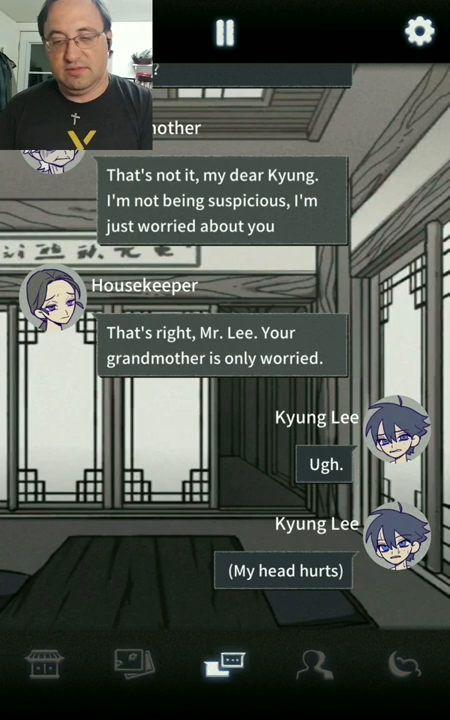 ?
other
That's not it, my dear Kyung.
I'm not being suspicious, I'm
just worried about you
Housekeeper
That's right, Mr. Lee. Your
grandmother is only worried.
Kyung Lee
Ugh.
Kyung Lee
(My head hurts)